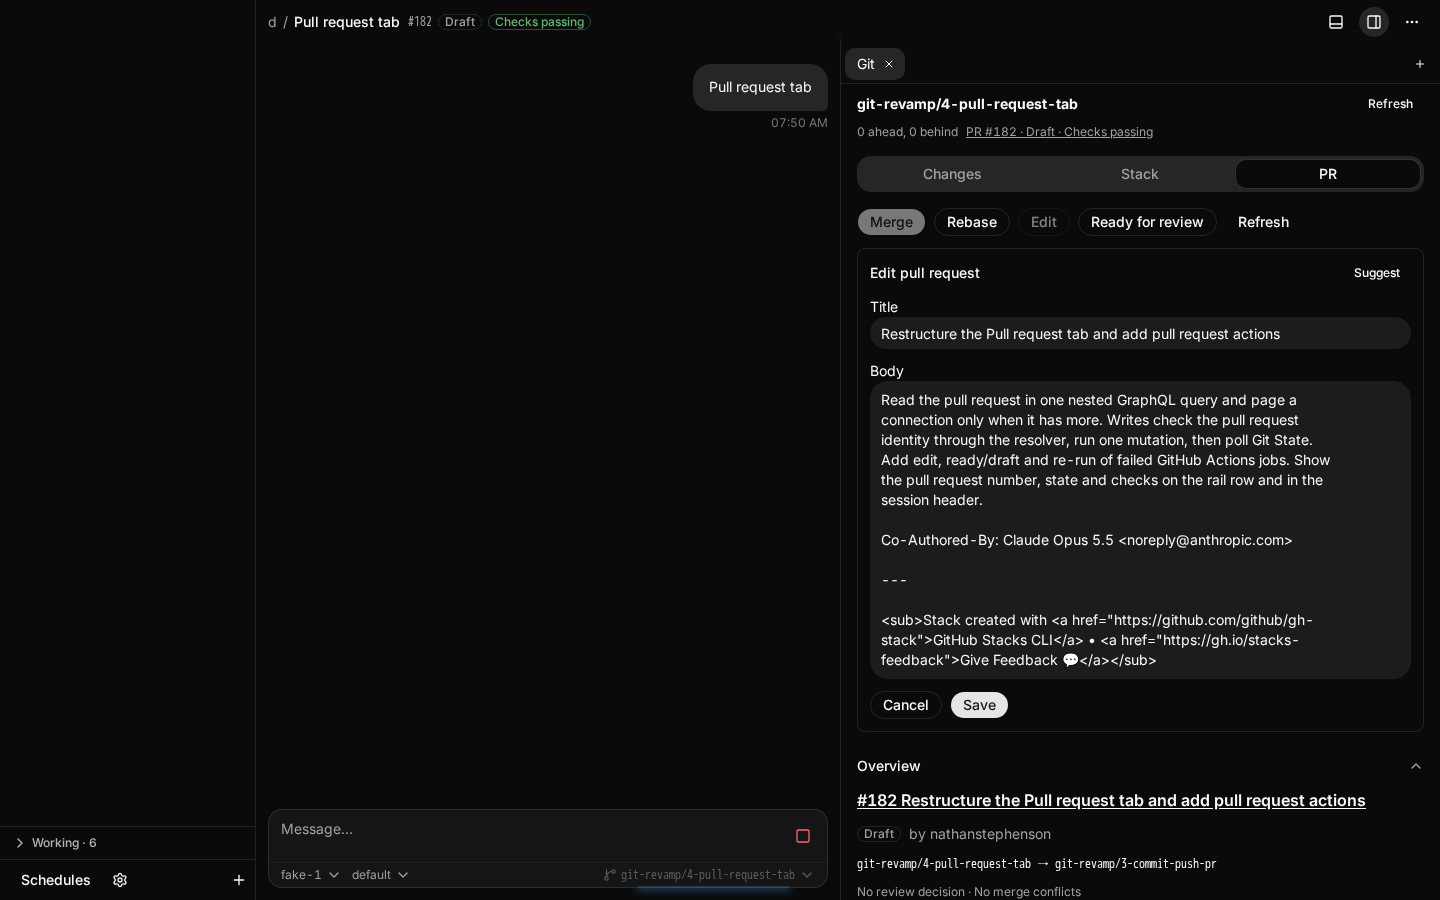 d / Pull request tab #182 Draft Checks passing
Git
Pull request tab
07:50 AM
git-revamp/4-pull-request-tab
Refresh
0 ahead, 0 behind PR #182 · Draft · Checks passing
Changes Stack PR
Merge Rebase Edit Ready for review Refresh
Edit pull request
Suggest
Title
Restructure the Pull request tab and add pull request actions
Body
Read the pull request in one nested GraphQL query and page a
connection only when it has more. Writes check the pull request
identity through the resolver, run one mutation, then poll Git State.
Add edit, ready/draft and re-run of failed GitHub Actions jobs. Show
the pull request number, state and checks on the rail row and in the
session header.
Co-Authored-By: Claude Opus 5.5 <noreply@anthropic.com>
---
<sub>Stack created with <a href="https://github.com/github/gh-
stack">GitHub Stacks CLI</a> • <a href="https://gh.io/stacks-
feedback">Give Feedback 💬</a></sub>
Cancel Save
Overview
#182 Restructure the Pull request tab and add pull request actions
Draft by nathanstephenson
git-revamp/4-pull-request-tab → git-revamp/3-commit-push-pr
No review decision · No merge conflicts
Message...
fake-1 default git-revamp/4-pull-request-tab
Working · 6
Schedules